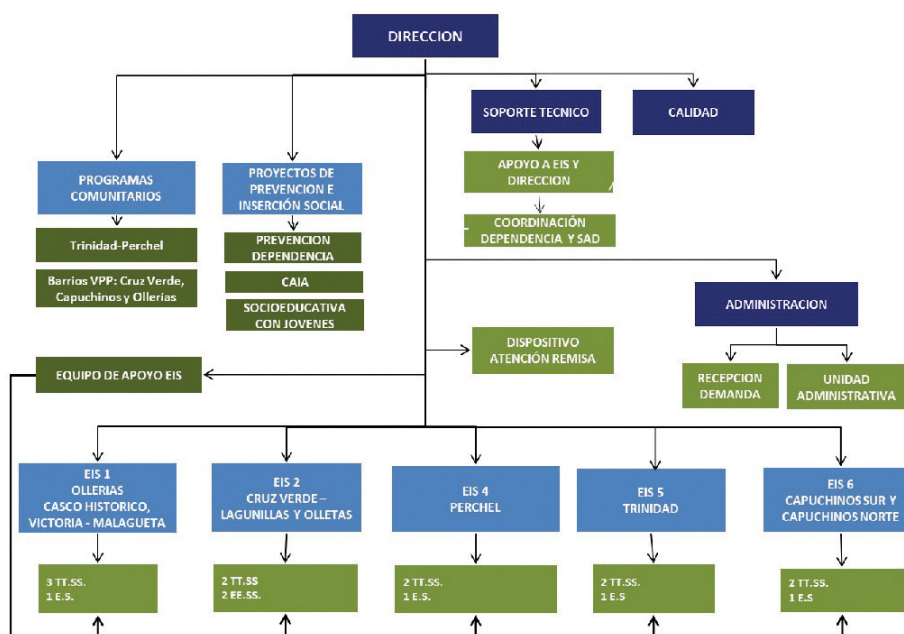 DIRECCION
SOPORTE TECNICO
CALIDAD
APOYO A EIS Y
DIRECCION
COORDINACIÓN
DEPENDENCIA Y SAD
PROGRAMAS
COMUNITARIOS
PROYECTOS DE
PREVENCION E
INSERCIÓN SOCIAL
Trinidad-Perchel
Barrios VPP: Cruz Verde,
Capuchinos y Ollerias
PREVENCION
DEPENDENCIA
CAIA
SOCIOEDUCATIVA
CON JOVENES
ADMINISTRACION
DISPOSITIVO
ATENCIÓN REMISA
RECEPCION
DEMANDA
UNIDAD
ADMINISTRATIVA
EQUIPO DE APOYO EIS
EIS 1
OLLERIAS
CASCO HISTORICO,
VICTORIA - MALAGUETA
EIS 2
CRUZ VERDE –
LAGUNILLAS Y OLLETAS
EIS 4
PERCHEL
EIS 5
TRINIDAD
EIS 6
CAPUCHINOS SUR Y
CAPUCHINOS NORTE
3 TT.SS.
1 E.S.
2 TT.SS
2 EE.SS.
2 TT.SS.
1 E.S.
2 TT.SS.
1 E.S
2 TT.SS.
1 E.S